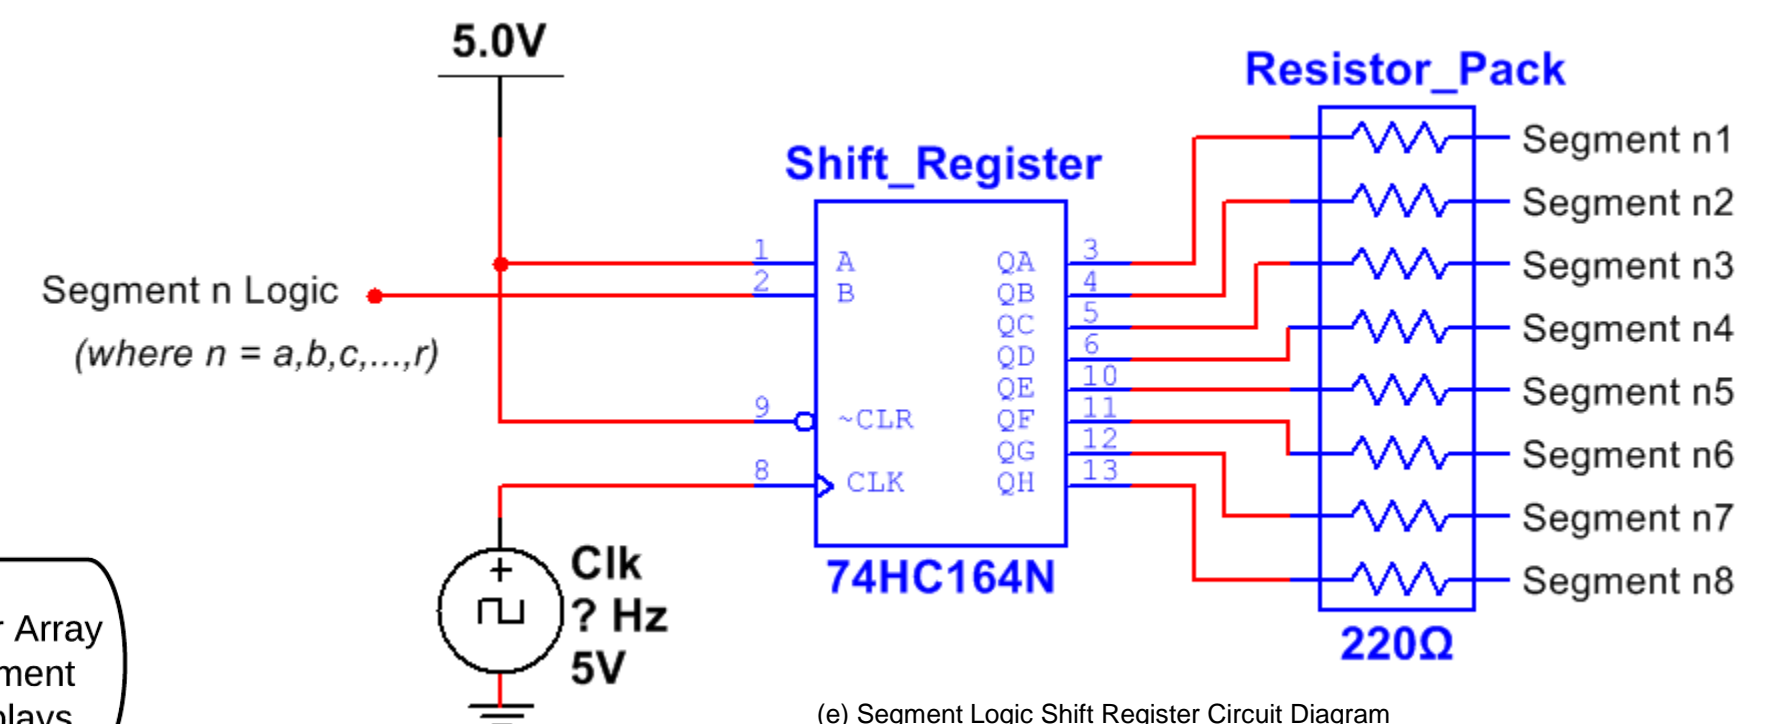 5.0V
Resistor_Pack
Shift_Register
Segment n Logic
(where n = a,b,c,...,r)
1
2
9
8
A
B
~CLR
CLK
QA
QB
QC
QD
QE
QF
QG
QH
3
4
5
6
10
11
12
13
Segment n1
Segment n2
Segment n3
Segment n4
Segment n5
Segment n6
Segment n7
Segment n8
74HC164N
220Ω
Clk
? Hz
5V
Array
(e) Segment Logic Shift Register Circuit Diagram